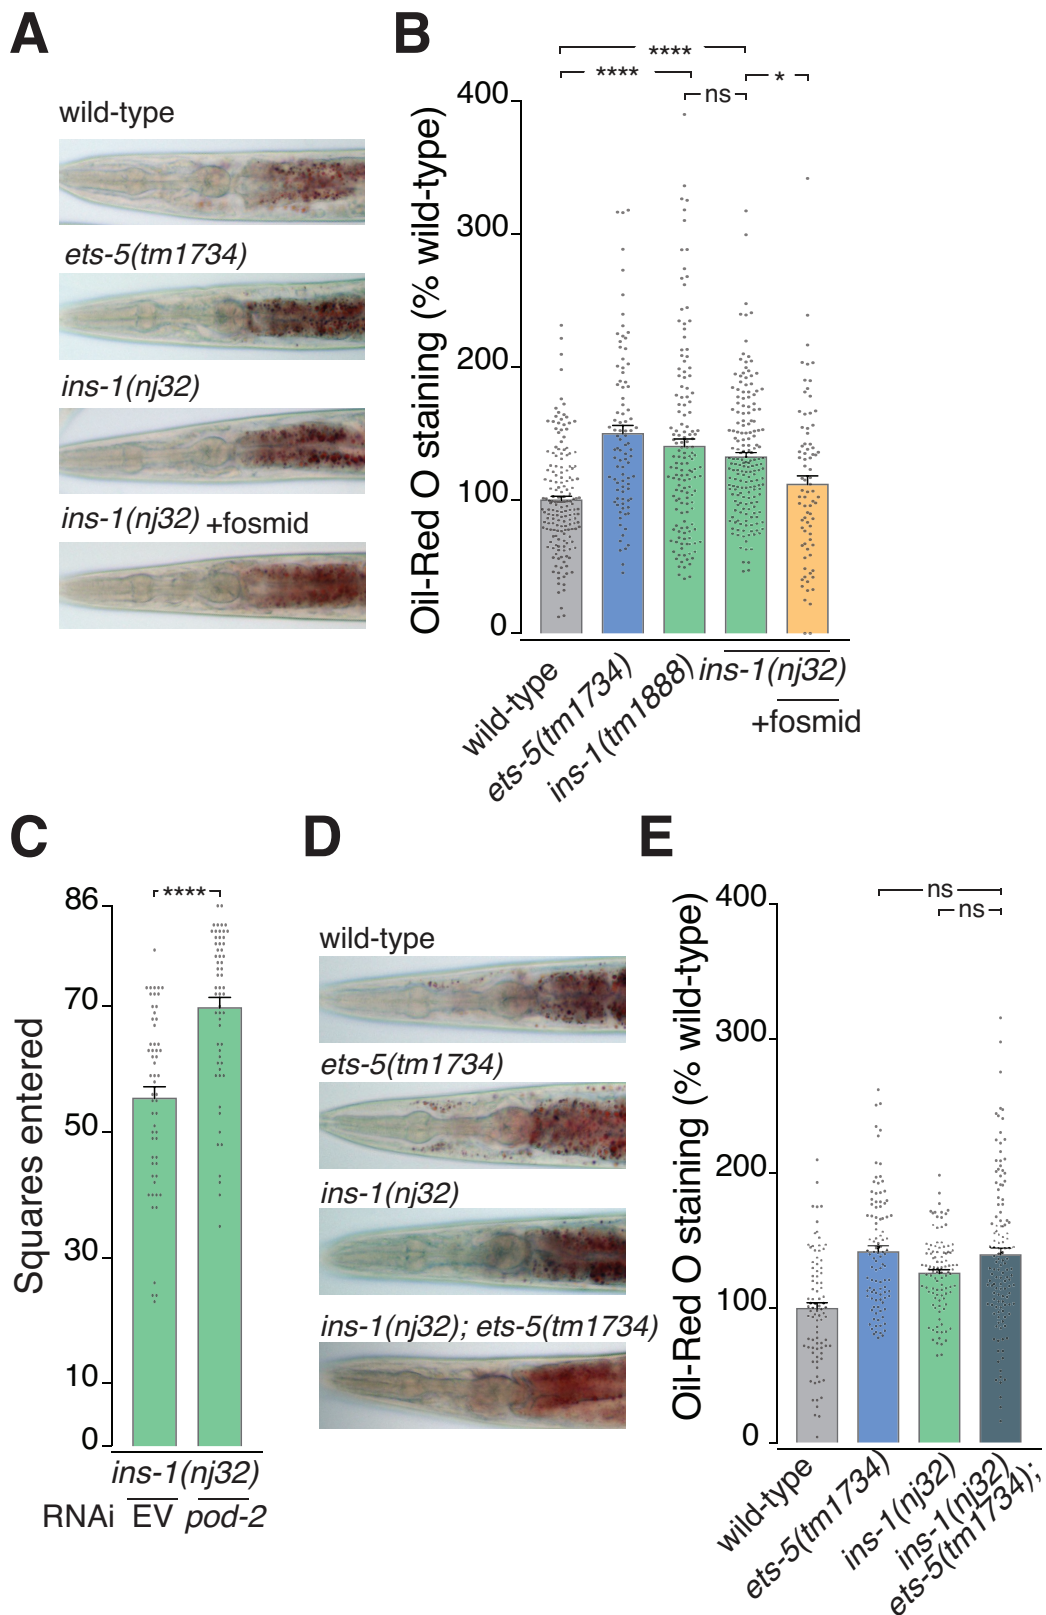 A
wild-type
ets-5(tm1734)
ins-1(nj32)
ins-1(nj32) +fosmid
B
****
****
*
ns
Oil-Red O staining (% wild-type)
400
300
200
100
0
wild-type
ets-5(tm1734)
ins-1(tm1888)
ins-1(nj32)
+fosmid
C
****
Squares entered
86
70
50
30
10
0
ins-1(nj32)
RNAi EV pod-2
D
wild-type
ets-5(tm1734)
ins-1(nj32)
ins-1(nj32); ets-5(tm1734)
E
ns
ns
Oil-Red O staining (% wild-type)
400
300
200
100
0
wild-type
ets-5(tm1734)
ins-1(nj32)
ins-1(nj32)
ets-5(tm1734);